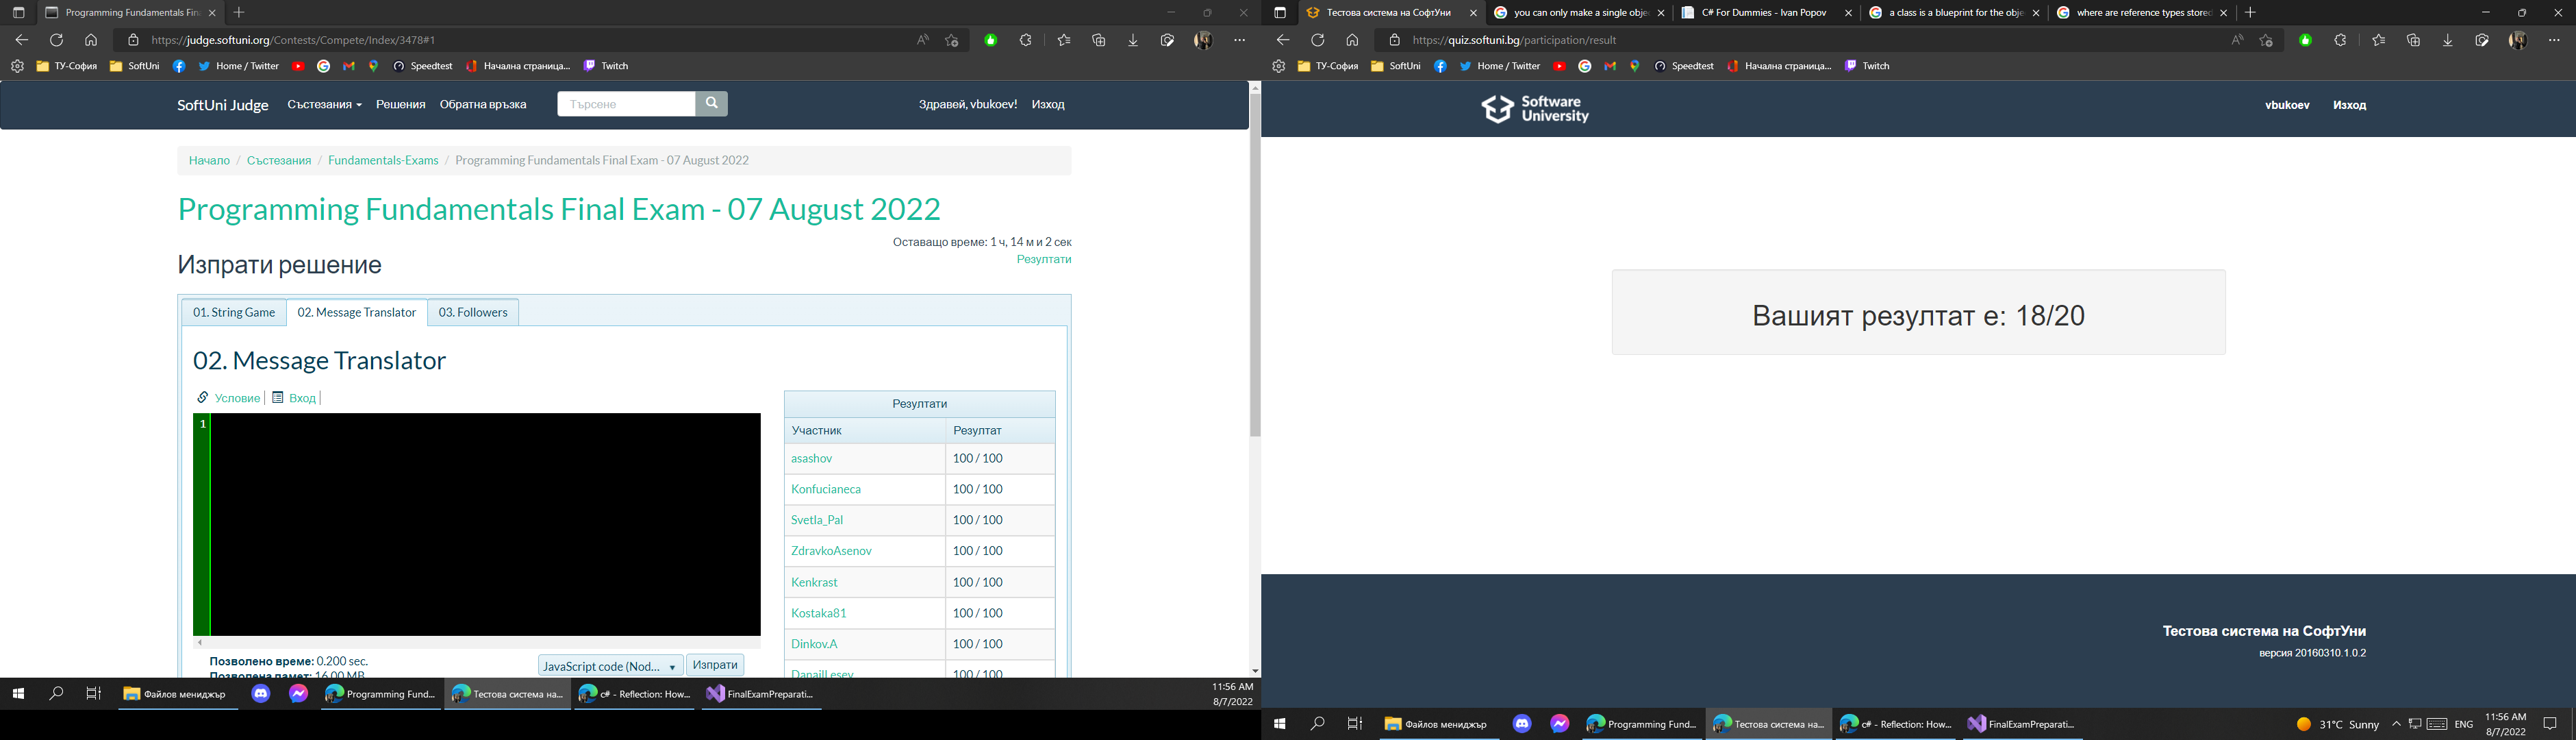 Programming Fundamentals Fin
https://judge.softuni.org/Contests/Compete/Index/3478#1
ТУ-София
SoftUni
Home / Twitter
Speedtest
Начална страница...
Twitch
SoftUni Judge
Състезания
Решения
Обратна връзка
Търсене
Здравей, vbukoev!
Изход
Начало / Състезания / Fundamentals-Exams / Programming Fundamentals Final Exam - 07 August 2022
Programming Fundamentals Final Exam - 07 August 2022
Оставащо време: 1 ч, 14 м и 2 сек
Изпрати решение
Резултати
01. String Game
02. Message Translator
03. Followers
02. Message Translator
Условие
Вход
1
Позволено време: 0.200 sec.
Позволена памет: 16.00 MB
JavaScript code (Nod...
Изпрати
Резултати
Участник Резултат
asashov 100 / 100
Konfucianeca 100 / 100
Svetla_Pal 100 / 100
ZdravkoAsenov 100 / 100
Kenkrast 100 / 100
Kostaka81 100 / 100
Dinkov.A 100 / 100
DanailLesev 100 / 100
Файлов мениджър
Programming Fund...
Тестова система на...
c# - Reflection: How...
FinalExamPreparati...
11:56 AM
8/7/2022
Тестова система на СофтУни
you can only make a single obje
C# For Dummies - Ivan Popov
a class is a blueprint for the obje
where are reference types stored
https://quiz.softuni.bg/participation/result
ТУ-София
SoftUni
Home / Twitter
Speedtest
Начална страница...
Twitch
Software
University
vbukoev
Изход
Вашият резултат е: 18/20
Тестова система на СофтУни
версия 20160310.1.0.2
Файлов мениджър
Programming Fund...
Тестова система на...
c# - Reflection: How...
FinalExamPreparati...
31°C Sunny
ENG
11:56 AM
8/7/2022